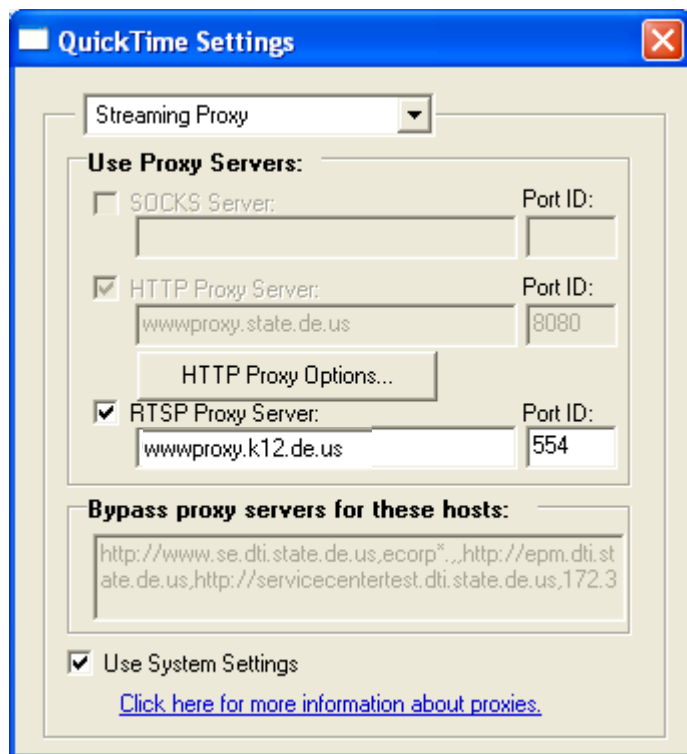 QuickTime Settings
Streaming Proxy
Use Proxy Servers:
SOCKS Server: Port ID:
HTTP Proxy Server: Port ID:
wwwproxy.state.de.us 8080
HTTP Proxy Options...
RTSP Proxy Server: Port ID:
wwwproxy.k12.de.us 554
Bypass proxy servers for these hosts:
http://www.se.dti.state.de.us,ecorp*.,,http://epm.dti.st
ate.de.us,http://servicecentertest.dti.state.de.us,172.3
Use System Settings
Click here for more information about proxies.